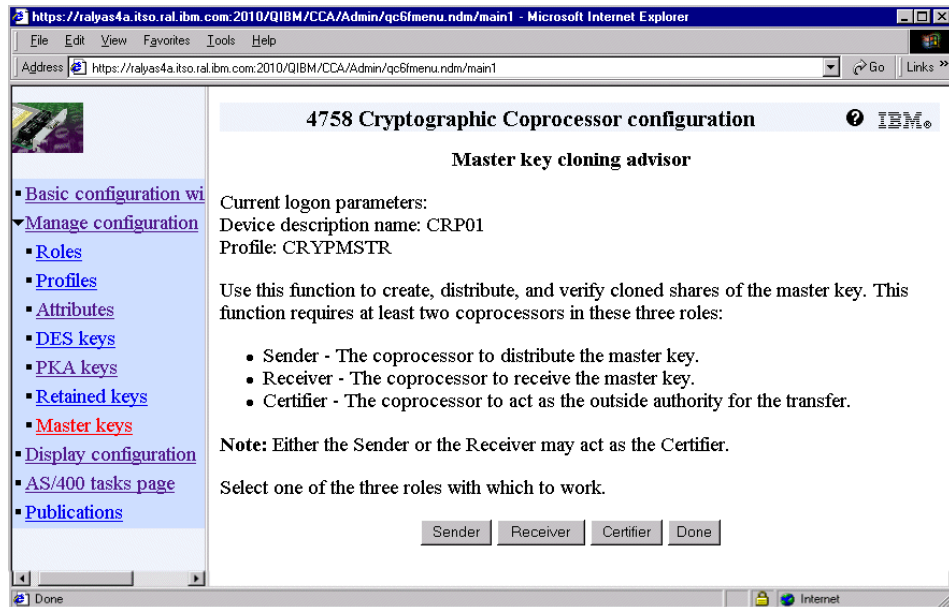 https://ralyas4a.itso.ral.ibm.com:2010/QIBM/CCA/Admin/qc6fmenu.ndm/main1 - Microsoft Internet Explorer
File Edit View Favorites Tools Help
Address https://ralyas4a.itso.ral.ibm.com:2010/QIBM/CCA/Admin/qc6fmenu.ndm/main1 Go Links »
Basic configuration wi
Manage configuration
Roles
Profiles
Attributes
DES keys
PKA keys
Retained keys
Master keys
Display configuration
AS/400 tasks page
Publications
4758 Cryptographic Coprocessor configuration
IBM®
Master key cloning advisor
Current logon parameters:
Device description name: CRP01
Profile: CRYPMSTR
Use this function to create, distribute, and verify cloned shares of the master key. This
function requires at least two coprocessors in these three roles:
• Sender - The coprocessor to distribute the master key.
• Receiver - The coprocessor to receive the master key.
• Certifier - The coprocessor to act as the outside authority for the transfer.
Note: Either the Sender or the Receiver may act as the Certifier.
Select one of the three roles with which to work.
Sender Receiver Certifier Done
Done Internet